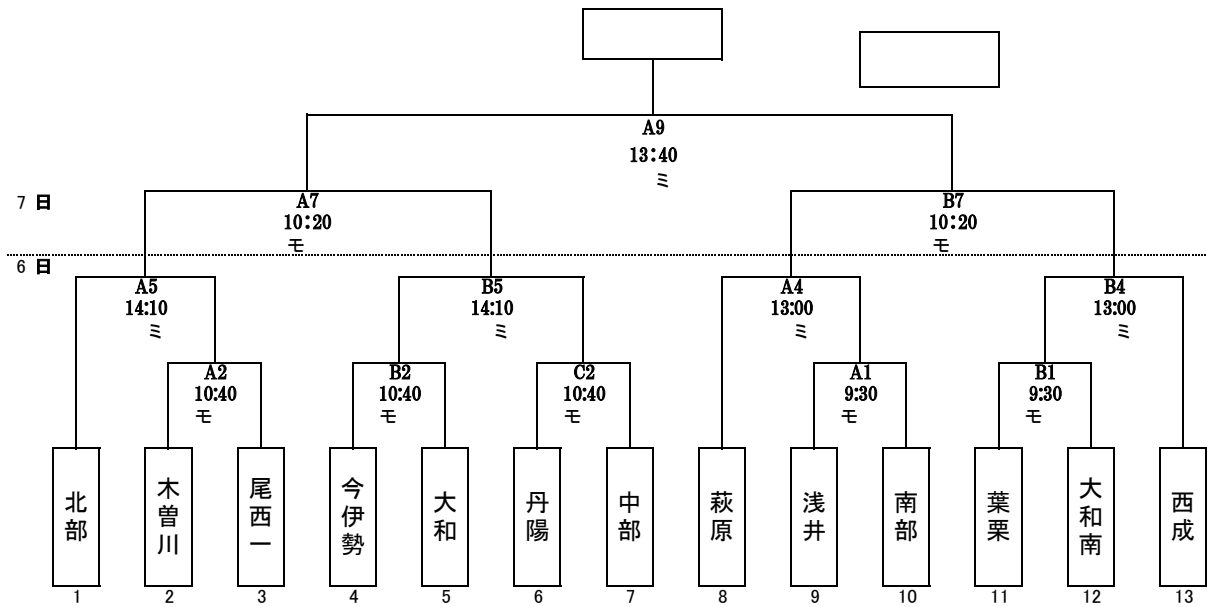 A9
13:40
ミ
7 日
A7
10:20
モ
B7
10:20
モ
6 日
A5
14:10
ミ
B5
14:10
ミ
A4
13:00
ミ
B4
13:00
ミ
A2
10:40
モ
B2
10:40
モ
C2
10:40
モ
A1
9:30
モ
B1
9:30
モ
北部
木曽川
尾西一
今伊勢
大和
丹陽
中部
萩原
浅井
南部
葉栗
大和南
西成
1 2 3 4 5 6 7 8 9 10 11 12 13